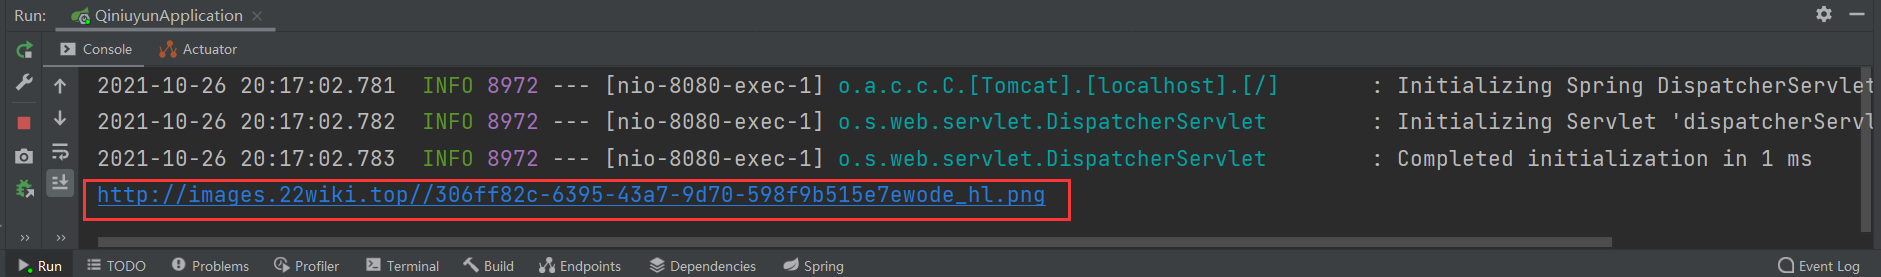 Run: QiniuyunApplication
Console Actuator
2021-10-26 20:17:02.781  INFO 8972 --- [nio-8080-exec-1] o.a.c.c.C.[Tomcat].[localhost].[/]       : Initializing Spring DispatcherServlet
2021-10-26 20:17:02.782  INFO 8972 --- [nio-8080-exec-1] o.s.web.servlet.DispatcherServlet        : Initializing Servlet 'dispatcherServl
2021-10-26 20:17:02.783  INFO 8972 --- [nio-8080-exec-1] o.s.web.servlet.DispatcherServlet        : Completed initialization in 1 ms
http://images.22wiki.top//306ff82c-6395-43a7-9d70-598f9b515e7ewode_hl.png
Run TODO Problems Profiler Terminal Build Endpoints Dependencies Spring Event Log